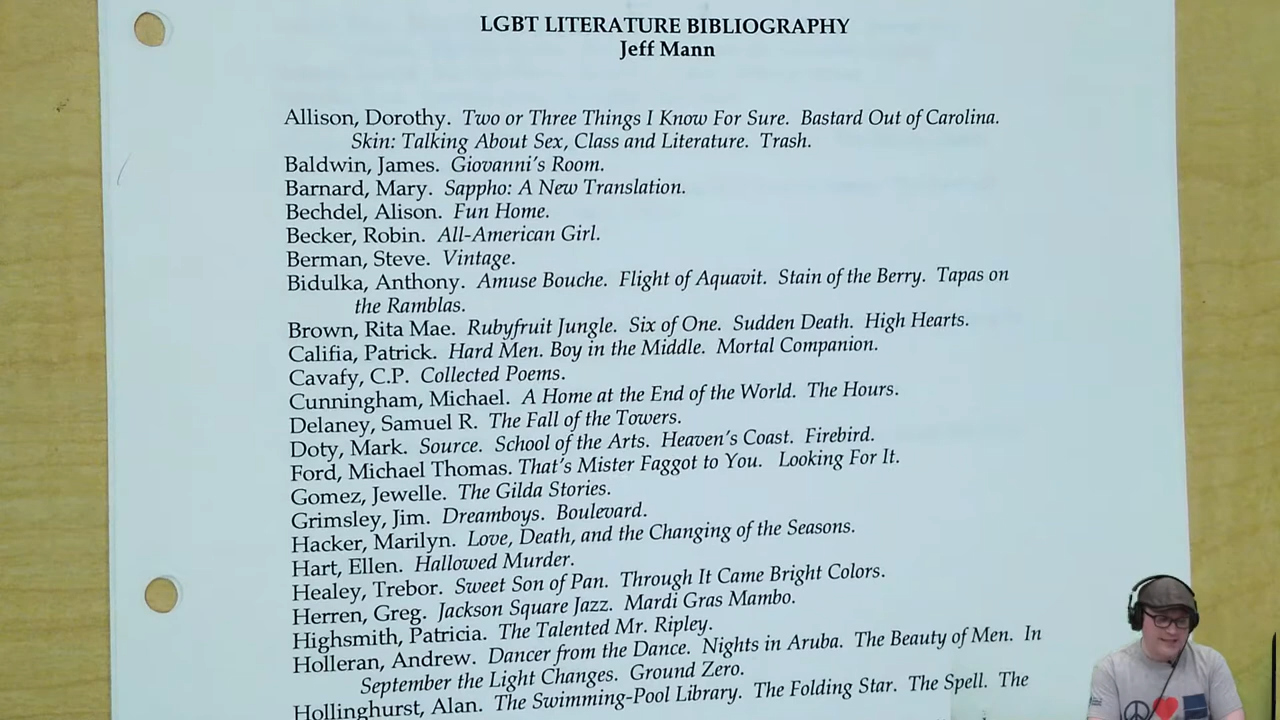 LGBT LITERATURE BIBLIOGRAPHY
Jeff Mann
Allison, Dorothy. Two or Three Things I Know For Sure. Bastard Out of Carolina.
Skin: Talking About Sex, Class and Literature. Trash.
Baldwin, James. Giovanni's Room.
Barnard, Mary. Sappho: A New Translation.
Bechdel, Alison. Fun Home.
Becker, Robin. All-American Girl.
Berman, Steve. Vintage.
Bidulka, Anthony. Amuse Bouche. Flight of Aquavit. Stain of the Berry. Tapas on
the Ramblas.
Brown, Rita Mae. Rubyfruit Jungle. Six of One. Sudden Death. High Hearts.
Califia, Patrick. Hard Men. Boy in the Middle. Mortal Companion.
Cavafy, C.P. Collected Poems.
Cunningham, Michael. A Home at the End of the World. The Hours.
Delaney, Samuel R. The Fall of the Towers.
Doty, Mark. Source. School of the Arts. Heaven's Coast. Firebird.
Ford, Michael Thomas. That's Mister Faggot to You. Looking For It.
Gomez, Jewelle. The Gilda Stories.
Grimsley, Jim. Dreamboys. Boulevard.
Hacker, Marilyn. Love, Death, and the Changing of the Seasons.
Hart, Ellen. Hallowed Murder.
Healey, Trebor. Sweet Son of Pan. Through It Came Bright Colors.
Herren, Greg. Jackson Square Jazz. Mardi Gras Mambo.
Highsmith, Patricia. The Talented Mr. Ripley.
Holleran, Andrew. Dancer from the Dance. Nights in Aruba. The Beauty of Men. In
September the Light Changes. Ground Zero.
Hollinghurst, Alan. The Swimming-Pool Library. The Folding Star. The Spell. The